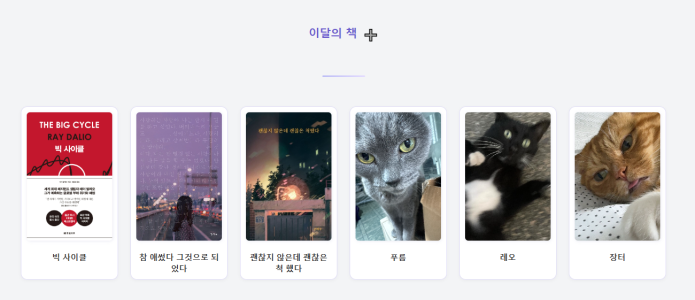 이달의 책
THE BIG CYCLE
RAY DALIO
빅 사이클
괜찮지 않은데 괜찮은 척했다
빅 사이클
참 애썼다 그것으로 되
었다
괜찮지 않은데 괜찮은
척 했다
푸름
레오
장터